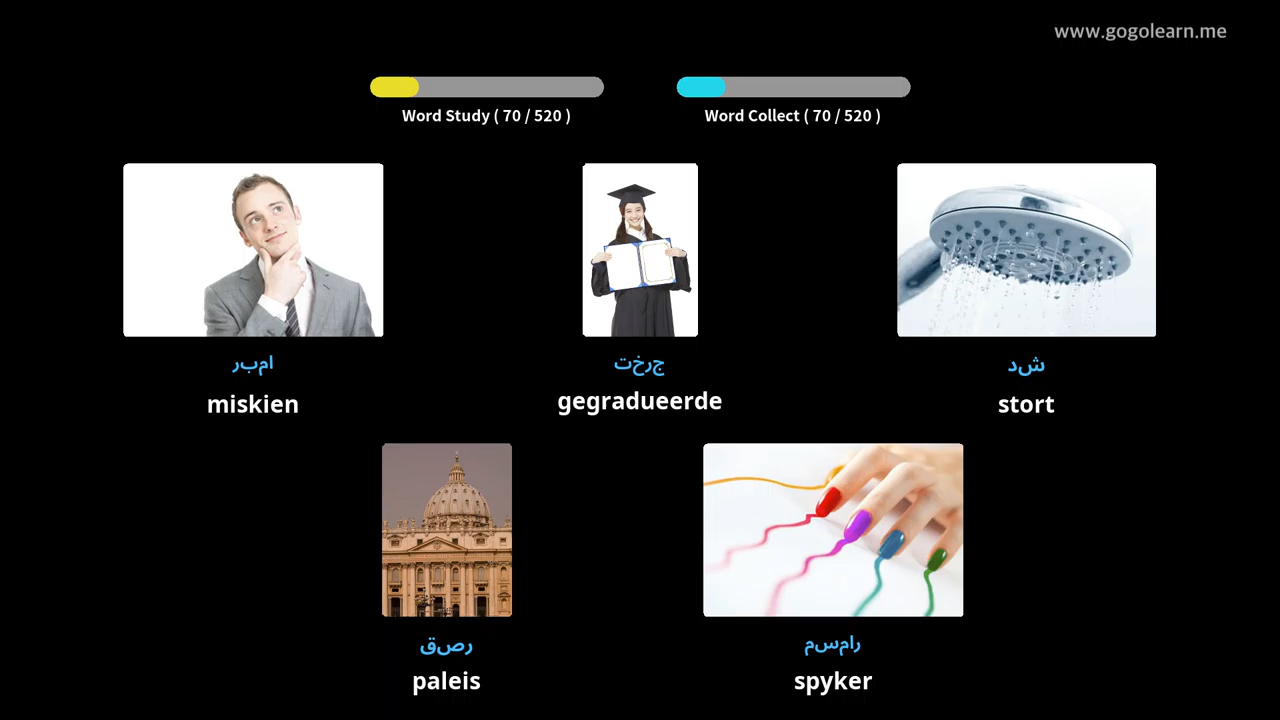 www.gogolearn.me
Word Study ( 70 / 520 )
Word Collect ( 70 / 520 )
امبر
miskien
جرخت
gegradueerde
شد
stort
رصق
paleis
رامسم
spyker